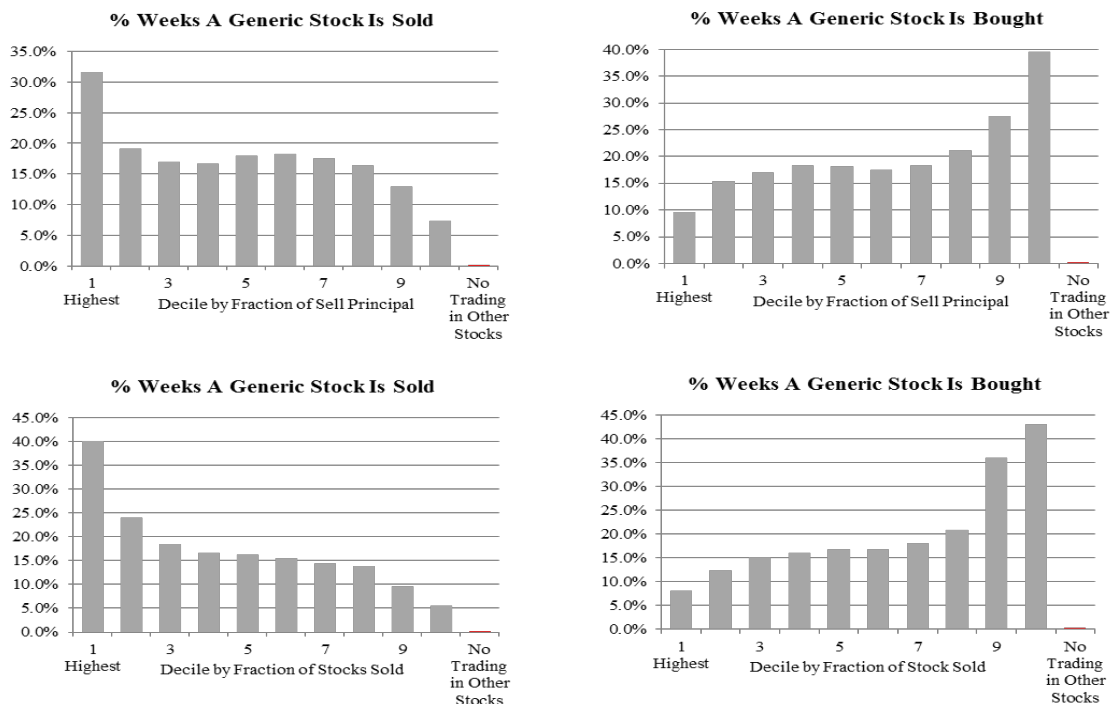 % Weeks A Generic Stock Is Sold
35.0%
30.0%
25.0%
20.0%
15.0%
10.0%
5.0%
0.0%
1 3 5 7 9 No
Highest Decile by Fraction of Sell Principal Trading
in Other
Stocks
% Weeks A Generic Stock Is Bought
40.0%
35.0%
30.0%
25.0%
20.0%
15.0%
10.0%
5.0%
0.0%
1 3 5 7 9 No
Highest Decile by Fraction of Sell Principal Trading
in Other
Stocks
% Weeks A Generic Stock Is Sold
45.0%
40.0%
35.0%
30.0%
25.0%
20.0%
15.0%
10.0%
5.0%
0.0%
1 3 5 7 9 No
Highest Decile by Fraction of Stocks Sold Trading
in Other
Stocks
% Weeks A Generic Stock Is Bought
45.0%
40.0%
35.0%
30.0%
25.0%
20.0%
15.0%
10.0%
5.0%
0.0%
1 3 5 7 9 No
Highest Decile by Fraction of Stock Sold Trading
in Other
Stocks